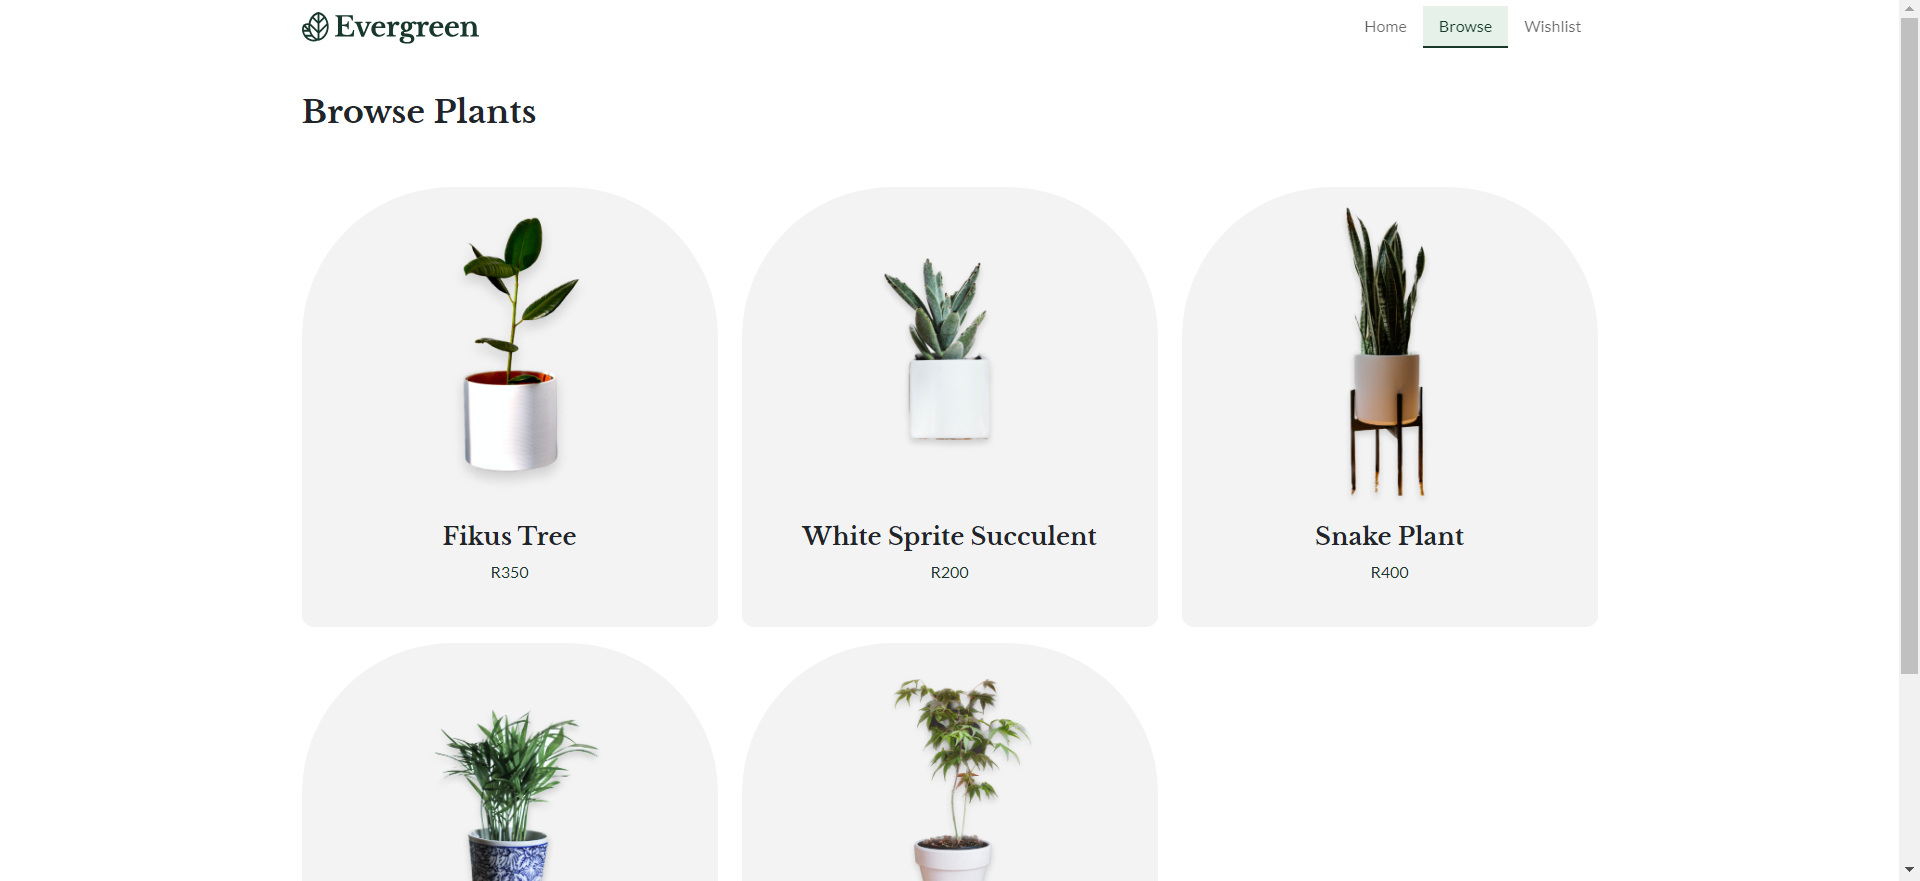 Evergreen
Home
Browse
Wishlist
Browse Plants
Fikus Tree
R350
White Sprite Succulent
R200
Snake Plant
R400